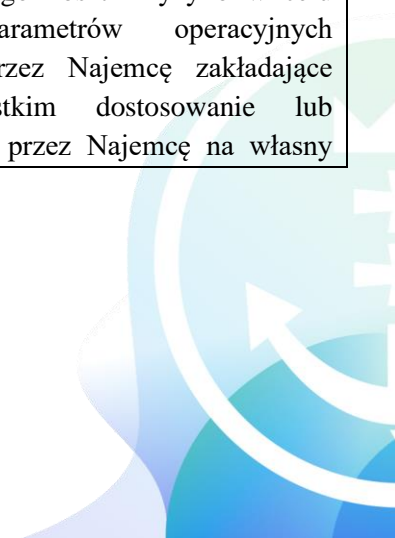 arametrów operacyjnych
rzez Najemcę zakładające
stkim dostosowanie lub
przez Najemcę na własny